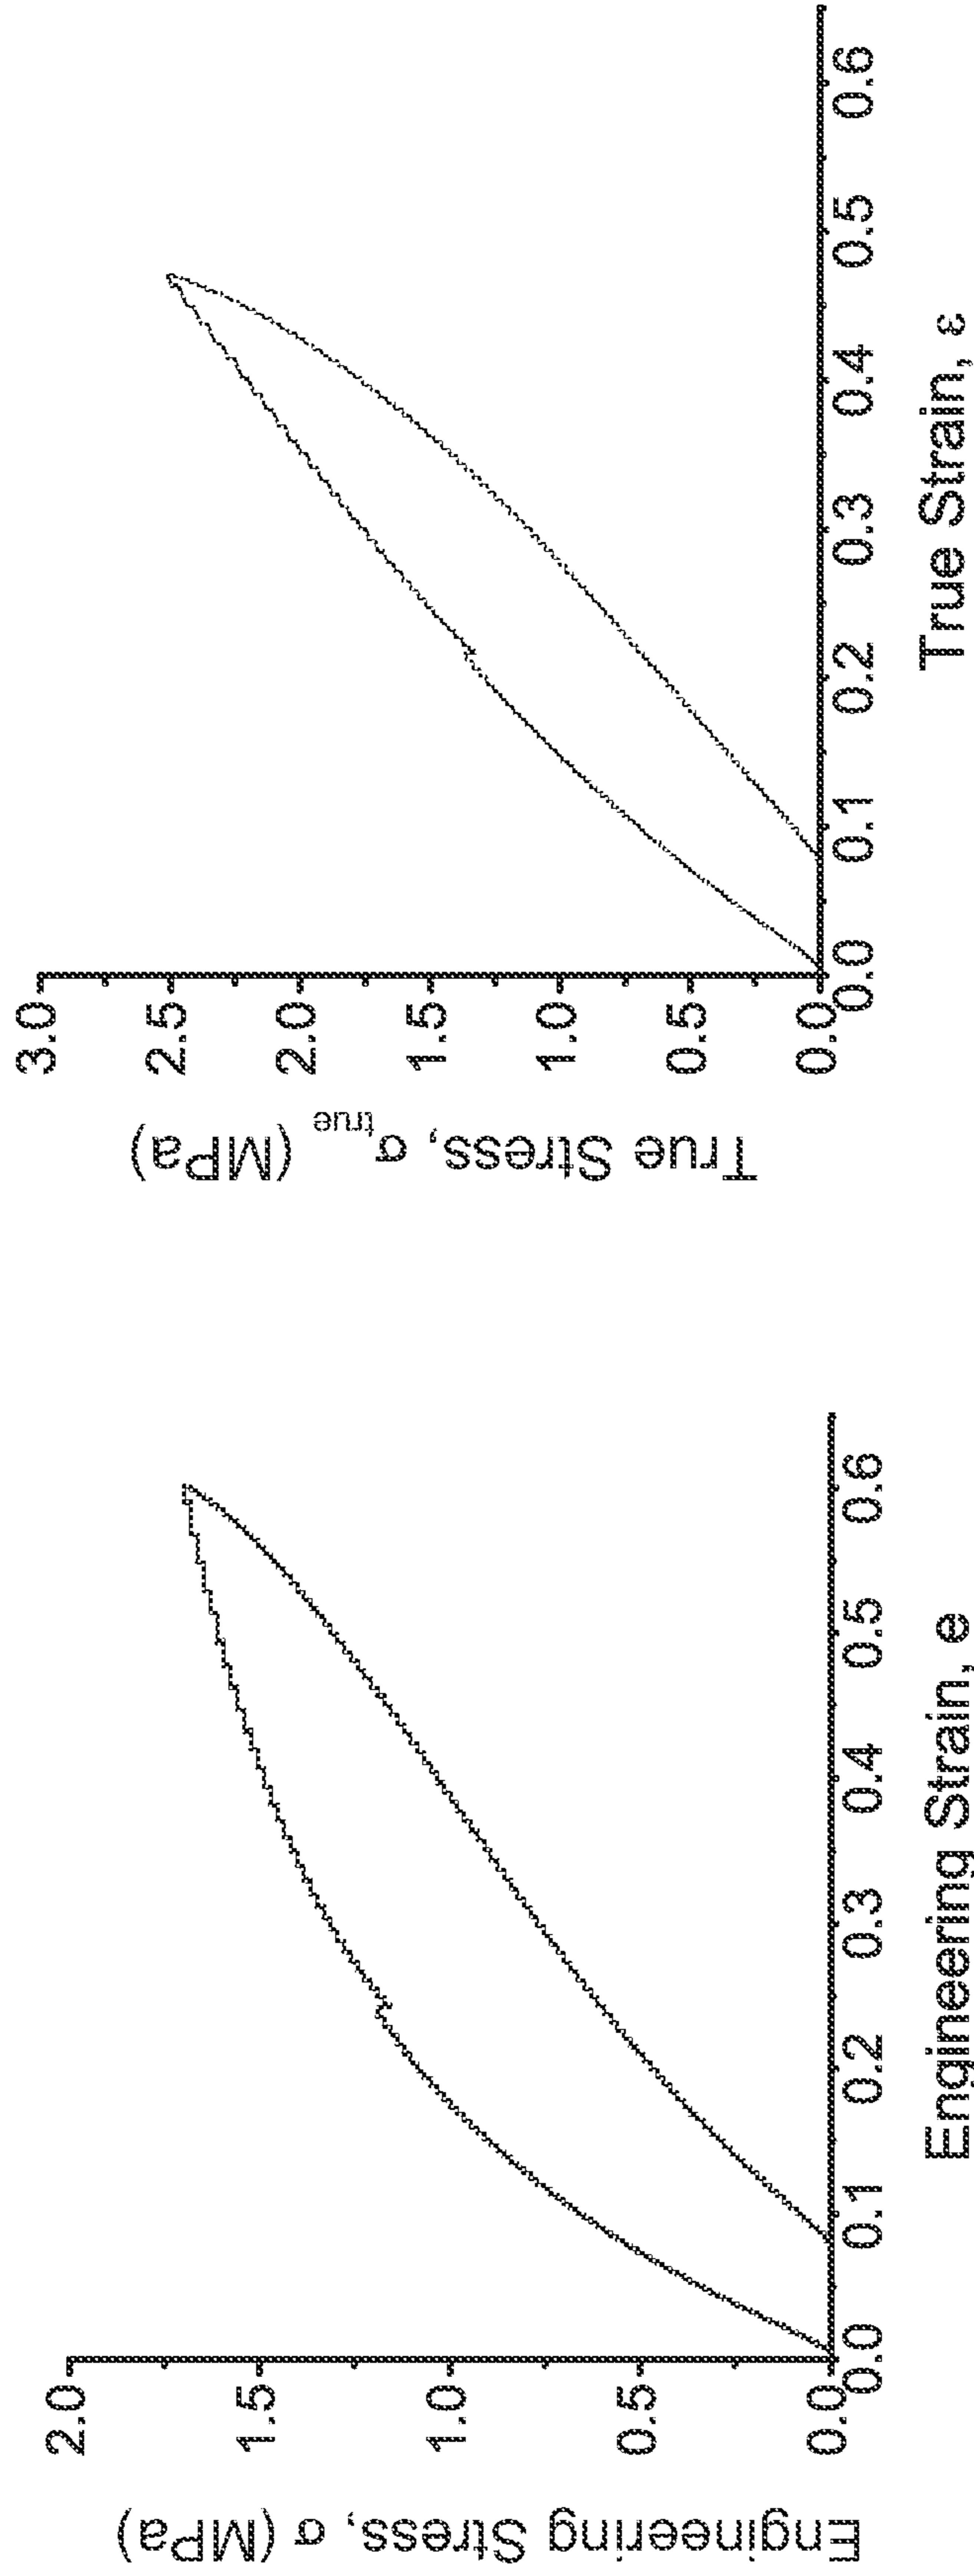 Engineering Stress, σ (MPa)
2.0
1.5
1.0
0.5
0.0
0.0 0.1 0.2 0.3 0.4 0.5 0.6
Engineering Strain, e
True Stress, σtrue (MPa)
3.0
2.5
2.0
1.5
1.0
0.5
0.0
0.0 0.1 0.2 0.3 0.4 0.5 0.6
True Strain, ε